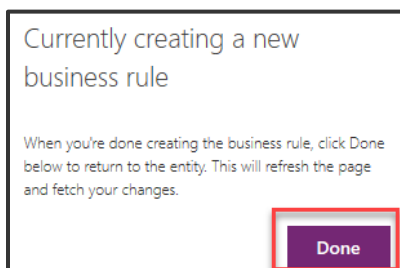 Currently creating a new
business rule
When you're done creating the business rule, click Done
below to return to the entity. This will refresh the page
and fetch your changes.
Done